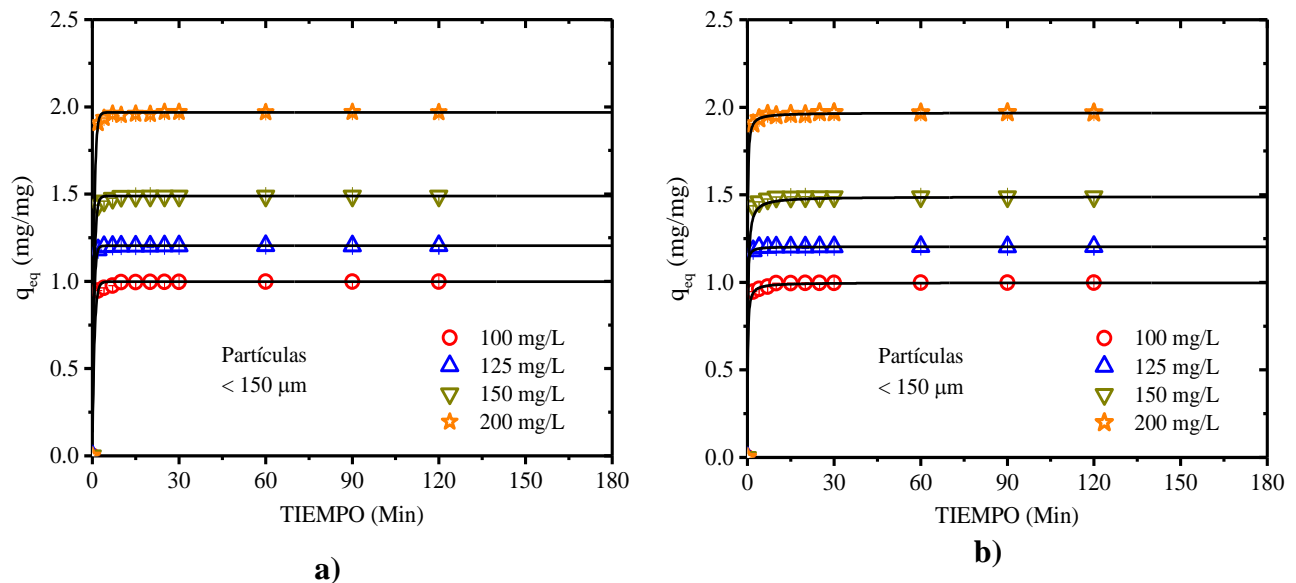 2.5
2.0
1.5
1.0
0.5
0.0
q_eq (mg/mg)
0 30 60 90 120 150 180
TIEMPO (Min)
Partículas
< 150 μm
100 mg/L
125 mg/L
150 mg/L
200 mg/L
a)
2.5
2.0
1.5
1.0
0.5
0.0
q_eq (mg/mg)
0 30 60 90 120 150 180
TIEMPO (Min)
Partículas
< 150 μm
100 mg/L
125 mg/L
150 mg/L
200 mg/L
b)